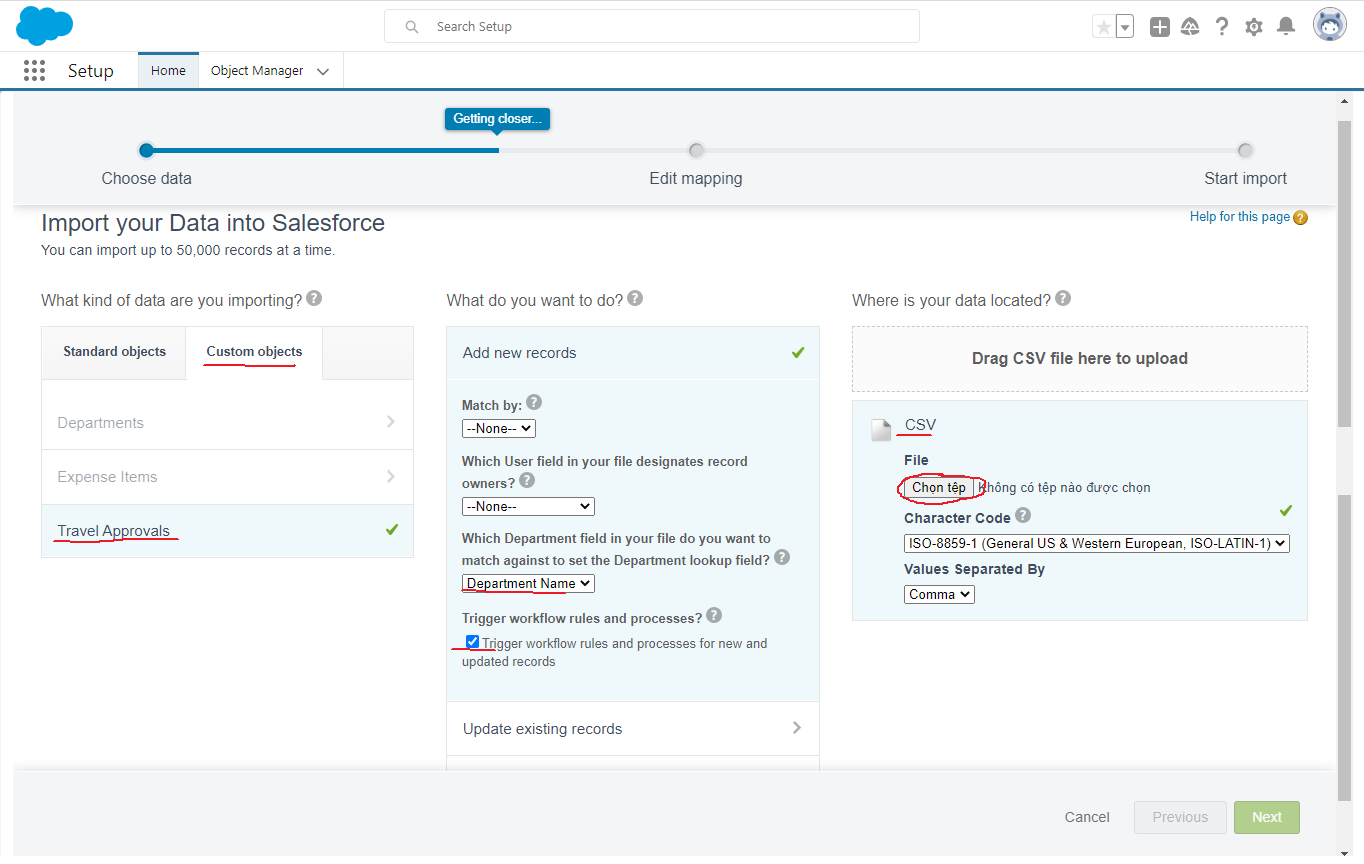 Search Setup
Setup
Home
Object Manager
Getting closer...
Choose data
Edit mapping
Start import
Import your Data into Salesforce
Help for this page
You can import up to 50,000 records at a time.
What kind of data are you importing?
Standard objects
Custom objects
Departments
Expense Items
Travel Approvals
What do you want to do?
Add new records
Match by:
--None--
Which User field in your file designates record
owners?
--None--
Which Department field in your file do you want to
match against to set the Department lookup field?
Department Name
Trigger workflow rules and processes?
Trigger workflow rules and processes for new and
updated records
Update existing records
Where is your data located?
Drag CSV file here to upload
CSV
File
Chọn tệp Không có tệp nào được chọn
Character Code
ISO-8859-1 (General US & Western European, ISO-LATIN-1)
Values Separated By
Comma
Cancel
Previous
Next